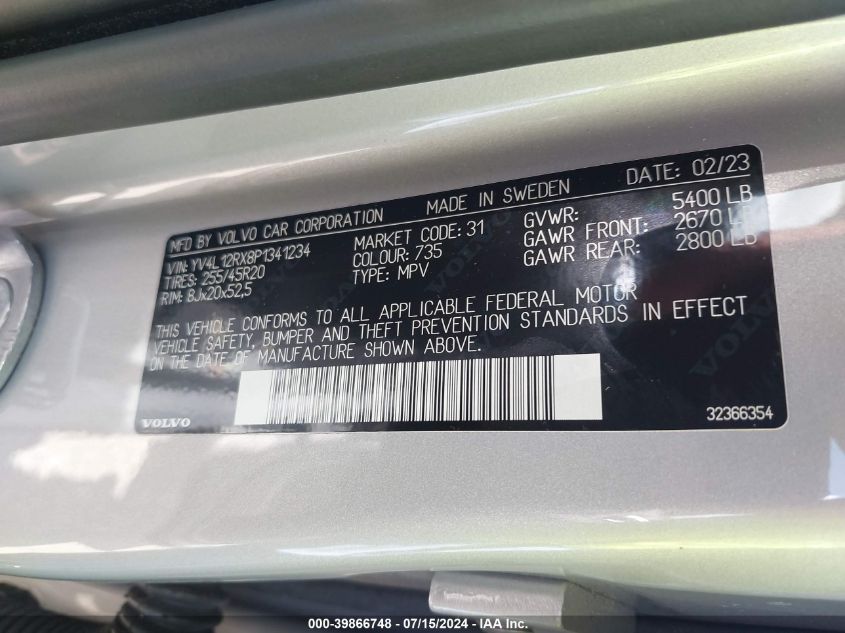 MFD BY VOLVO CAR CORPORATION MADE IN SWEDEN DATE: 02/23
VIN: YV4L12RX8P1341234 MARKET CODE: 31 GVWR: 5400 LB
TIRES: 255/45R20 COLOUR: 735 GAWR FRONT: 2670 LB
RIM: 8Jx20x52,5 TYPE: MPV GAWR REAR: 2800 LB
THIS VEHICLE CONFORMS TO ALL APPLICABLE FEDERAL MOTOR
VEHICLE SAFETY, BUMPER AND THEFT PREVENTION STANDARDS IN EFFECT
ON THE DATE OF MANUFACTURE SHOWN ABOVE.
VOLVO 32366354
000-39866748 - 07/15/2024 - IAA Inc.